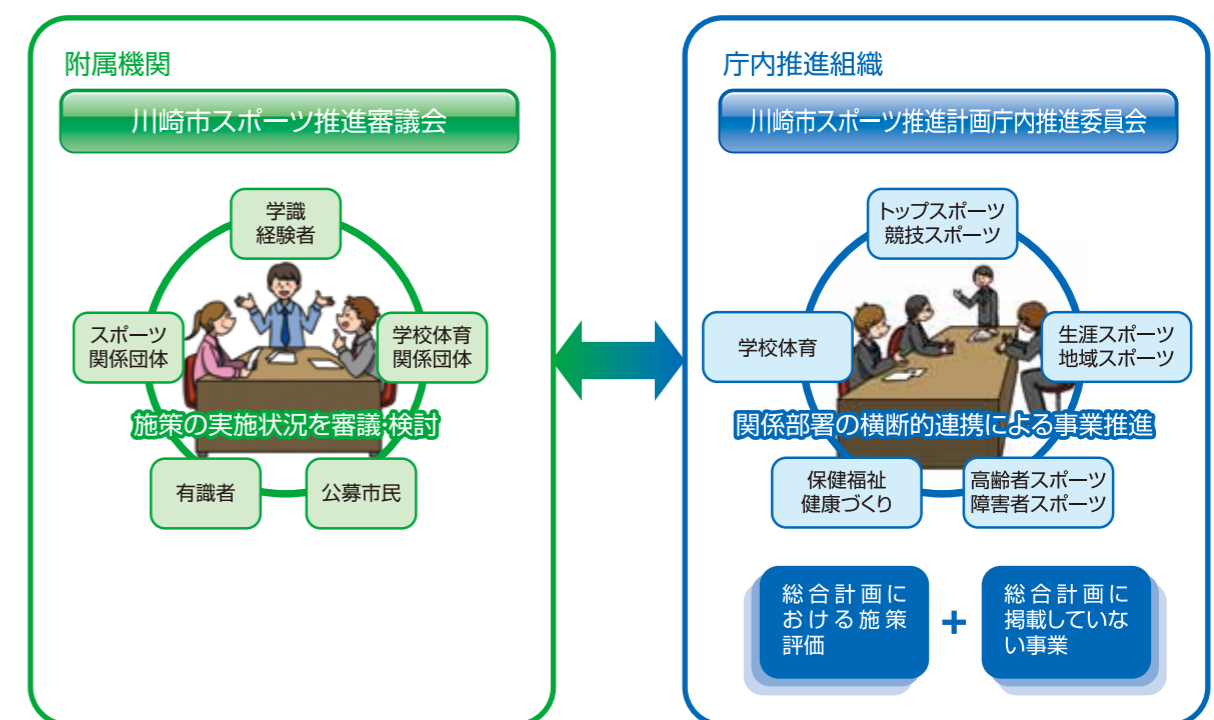 附属機関
川崎市スポーツ推進審議会
学識
経験者
スポーツ
関係団体
学校体育
関係団体
施策の実施状況を審議・検討
有識者
公募市民
庁内推進組織
川崎市スポーツ推進計画庁内推進委員会
トップスポーツ
競技スポーツ
学校体育
生涯スポーツ
地域スポーツ
関係部署の横断的連携による事業推進
保健福祉
健康づくり
高齢者スポーツ
障害者スポーツ
総合計画に
おける施策
評価
+
総合計画に
掲載していな
い事業